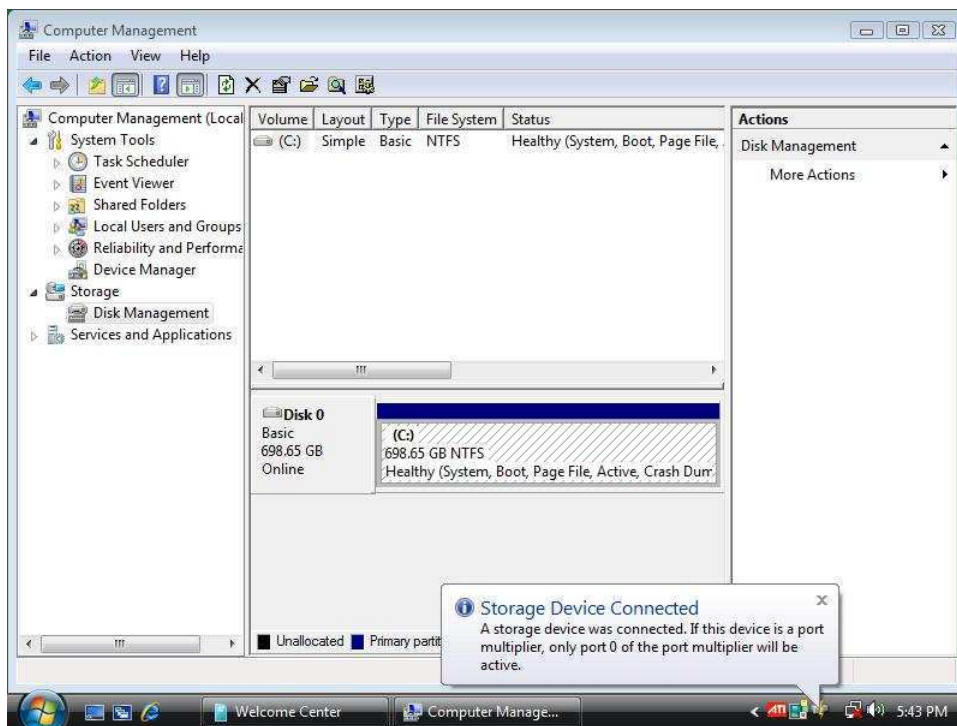 Computer Management
File Action View Help
Computer Management (Local
System Tools
Task Scheduler
Event Viewer
Shared Folders
Local Users and Groups
Reliability and Performa
Device Manager
Storage
Disk Management
Services and Applications
Volume Layout Type File System Status
(C:) Simple Basic NTFS Healthy (System, Boot, Page File,
Disk 0
Basic
698.65 GB
Online
(C:)
698.65 GB NTFS
Healthy (System, Boot, Page File, Active, Crash Dum
Unallocated Primary partit
Actions
Disk Management
More Actions
Storage Device Connected
A storage device was connected. If this device is a port
multiplier, only port 0 of the port multiplier will be
active.
Welcome Center
Computer Manage...
ATI
5:43 PM